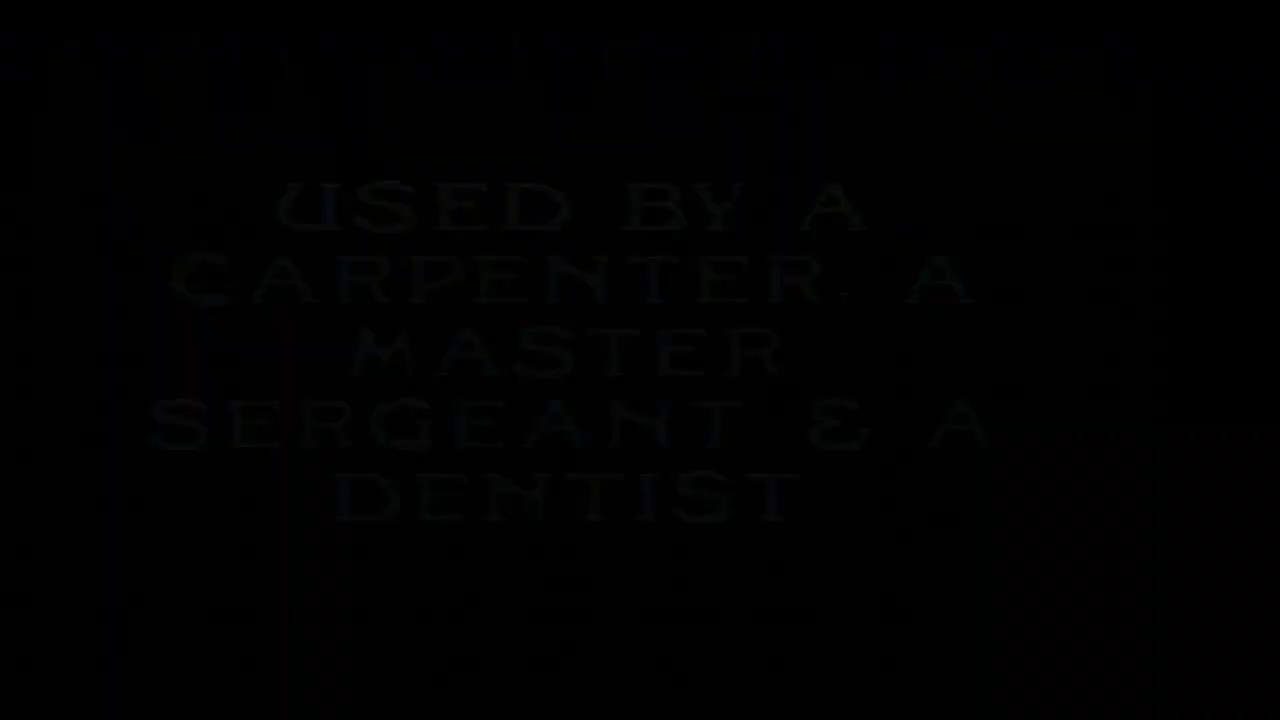 USED BY A
CARPENTER, A
MASTER
SERGEANT & A
DENTIST